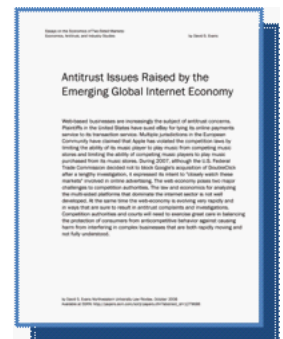 Essays on the Economics of Two-Sided Markets:
Economics, Antitrust, and Industry Studies by David S. Evans
Antitrust Issues Raised by the
Emerging Global Internet Economy
Web-based businesses are increasingly the subject of antitrust concerns.
Plaintiffs in the United States have sued eBay for tying its online payments
service to its transaction service. Multiple jurisdictions in the European
Community have claimed that Apple has violated the competition laws by
limiting the ability of its music player to play music from competing music
stores and limiting the ability of competing music players to play music
purchased from its music stores. During 2007, although the U.S. Federal
Trade Commission decided not to block Google's acquisition of DoubleClick
after a lengthy investigation, it expressed its intent to "closely watch these
markets" involved in online advertising. The web economy poses two major
challenges to competition authorities. The law and economics for analyzing
the multi-sided platforms that dominate the internet sector is not well
developed. At the same time the web-economy is evolving very rapidly and
in ways that are sure to result in antitrust complaints and investigations.
Competition authorities and courts will need to exercise great care in balancing
the protection of consumers from anticompetitive behavior against causing
harm from interfering in complex businesses that are both rapidly moving and
not fully understood.
by David S. Evans Northwestern University Law Review, October 2008
Available at SSRN: